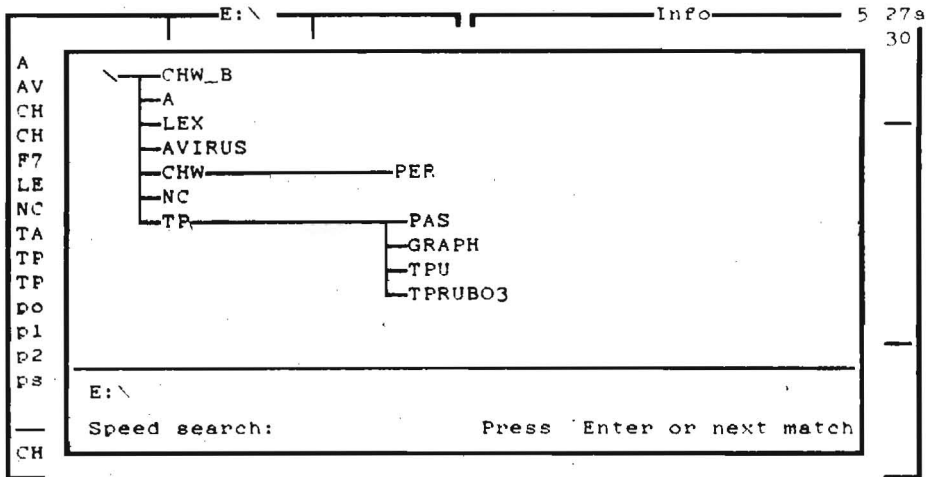 E:\ Info 5 27a
30
A
AV
CH
CH
F7
LE
NC
TA
TP
TP
po
p1
p2
ps
CH
\ CHW_B
A
LEX
AVIRUS
CHW PER
NC
TP PAS
GRAPH
TPU
TPRUBO3
E:\
Speed search: Press Enter or next match